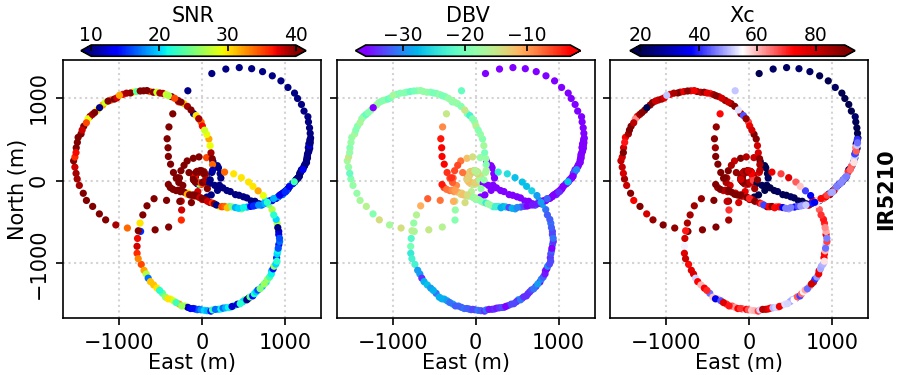 SNR DBV Xc
10 20 30 40 −30 −20 −10 20 40 60 80
North (m)
1000
0
−1000
−1000 0 1000 −1000 0 1000 −1000 0 1000
East (m) East (m) East (m)
IR5210